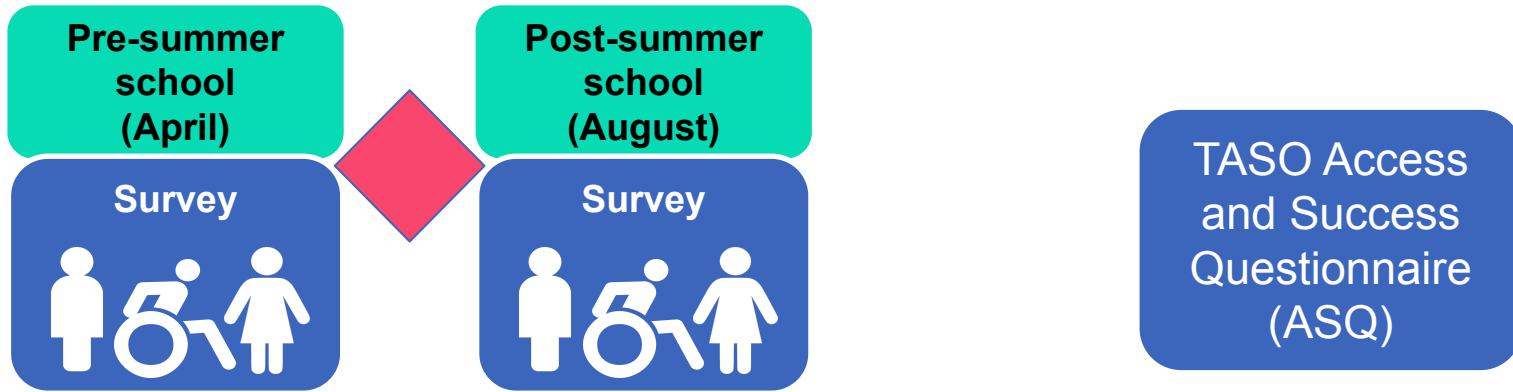 Pre-summer
school
(April)
Survey
Post-summer
school
(August)
Survey
TASO Access
and Success
Questionnaire
(ASQ)